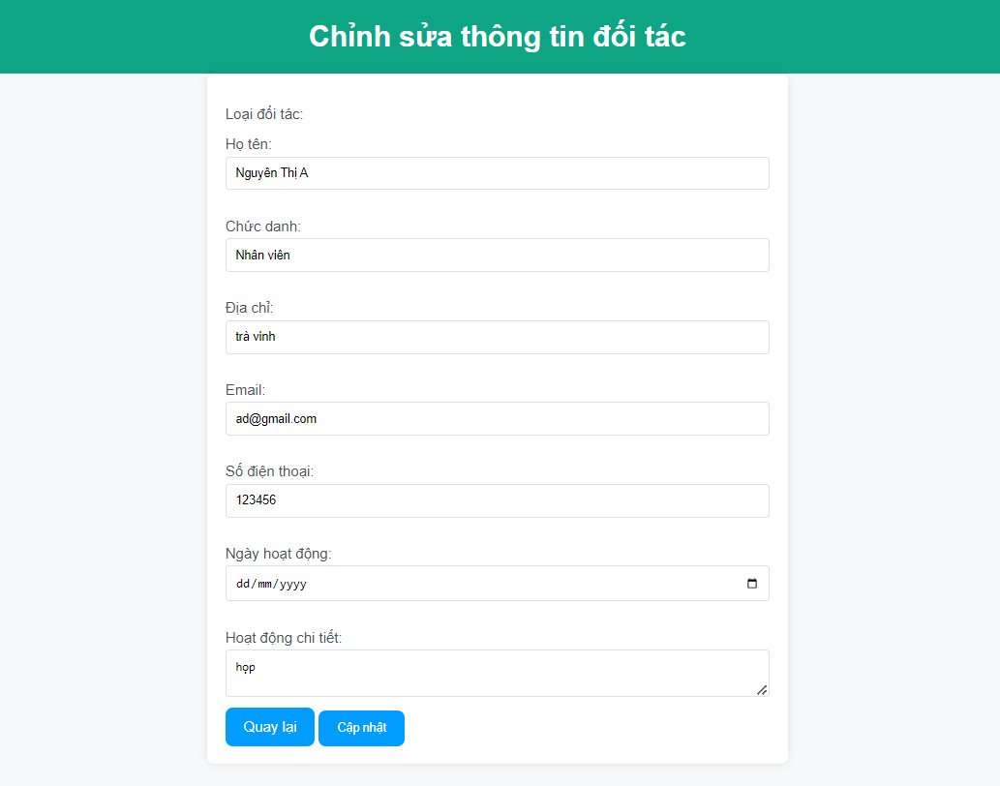 Chỉnh sửa thông tin đối tác
Loại đối tác:
Họ tên:
Nguyên Thị A
Chức danh:
Nhân viên
Địa chỉ:
trà vinh
Email:
ad@gmail.com
Số điện thoại:
123456
Ngày hoạt động:
dd/mm/yyyy
Hoạt động chi tiết:
họp
Quay lại Cập nhật